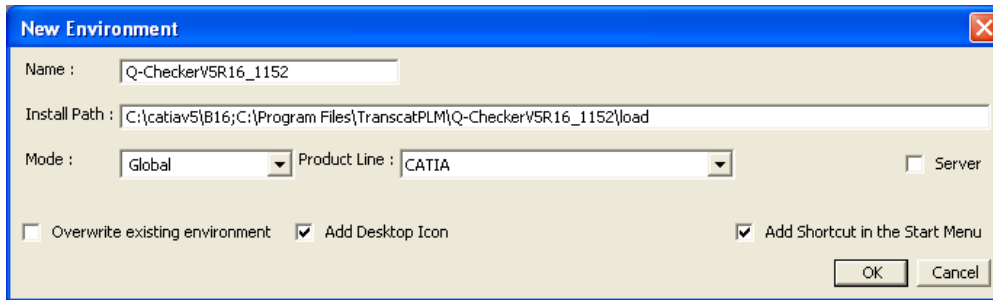 New Environment
Name : Q-CheckerV5R16_1152
Install Path : C:\catiav5\B16;C:\Program Files\TranscatPLM\Q-CheckerV5R16_1152\load
Mode : Global Product Line : CATIA Server
Overwrite existing environment Add Desktop Icon Add Shortcut in the Start Menu
OK Cancel